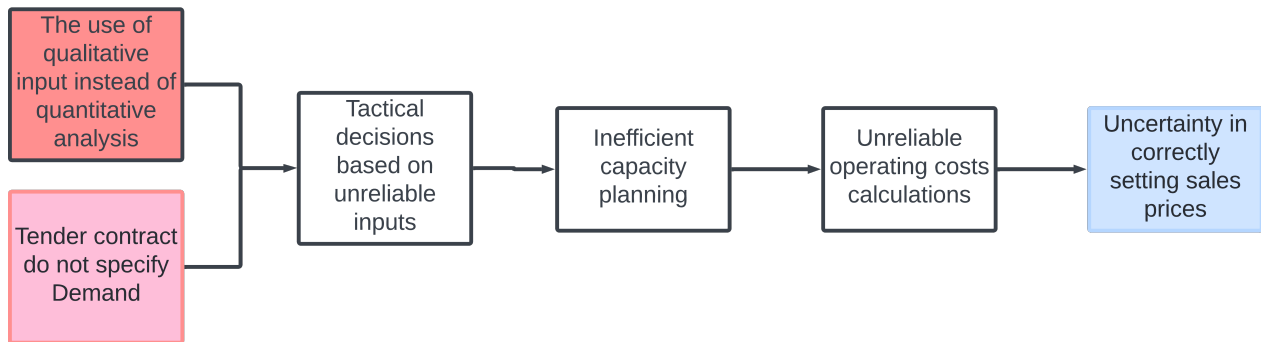 The use of
qualitative
input instead of
quantitative
analysis
Tender contract
do not specify
Demand
Tactical
decisions
based on
unreliable
inputs
Inefficient
capacity
planning
Unreliable
operating costs
calculations
Uncertainty in
correctly
setting sales
prices